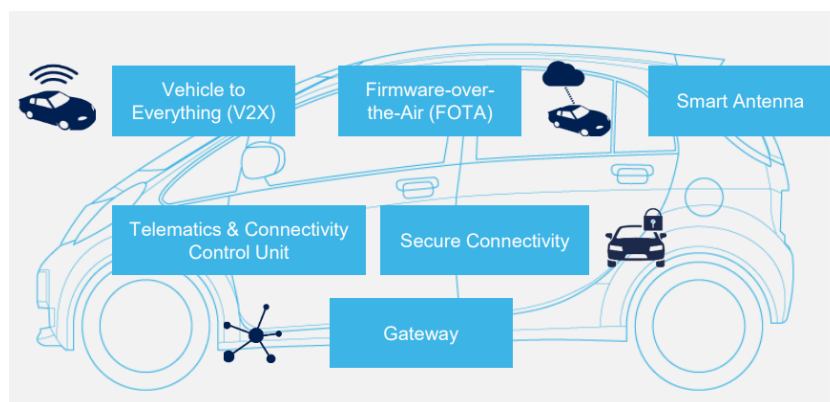 Vehicle to
Everything (V2X)
Firmware-over-
the-Air (FOTA)
Smart Antenna
Telematics & Connectivity
Control Unit
Secure Connectivity
Gateway